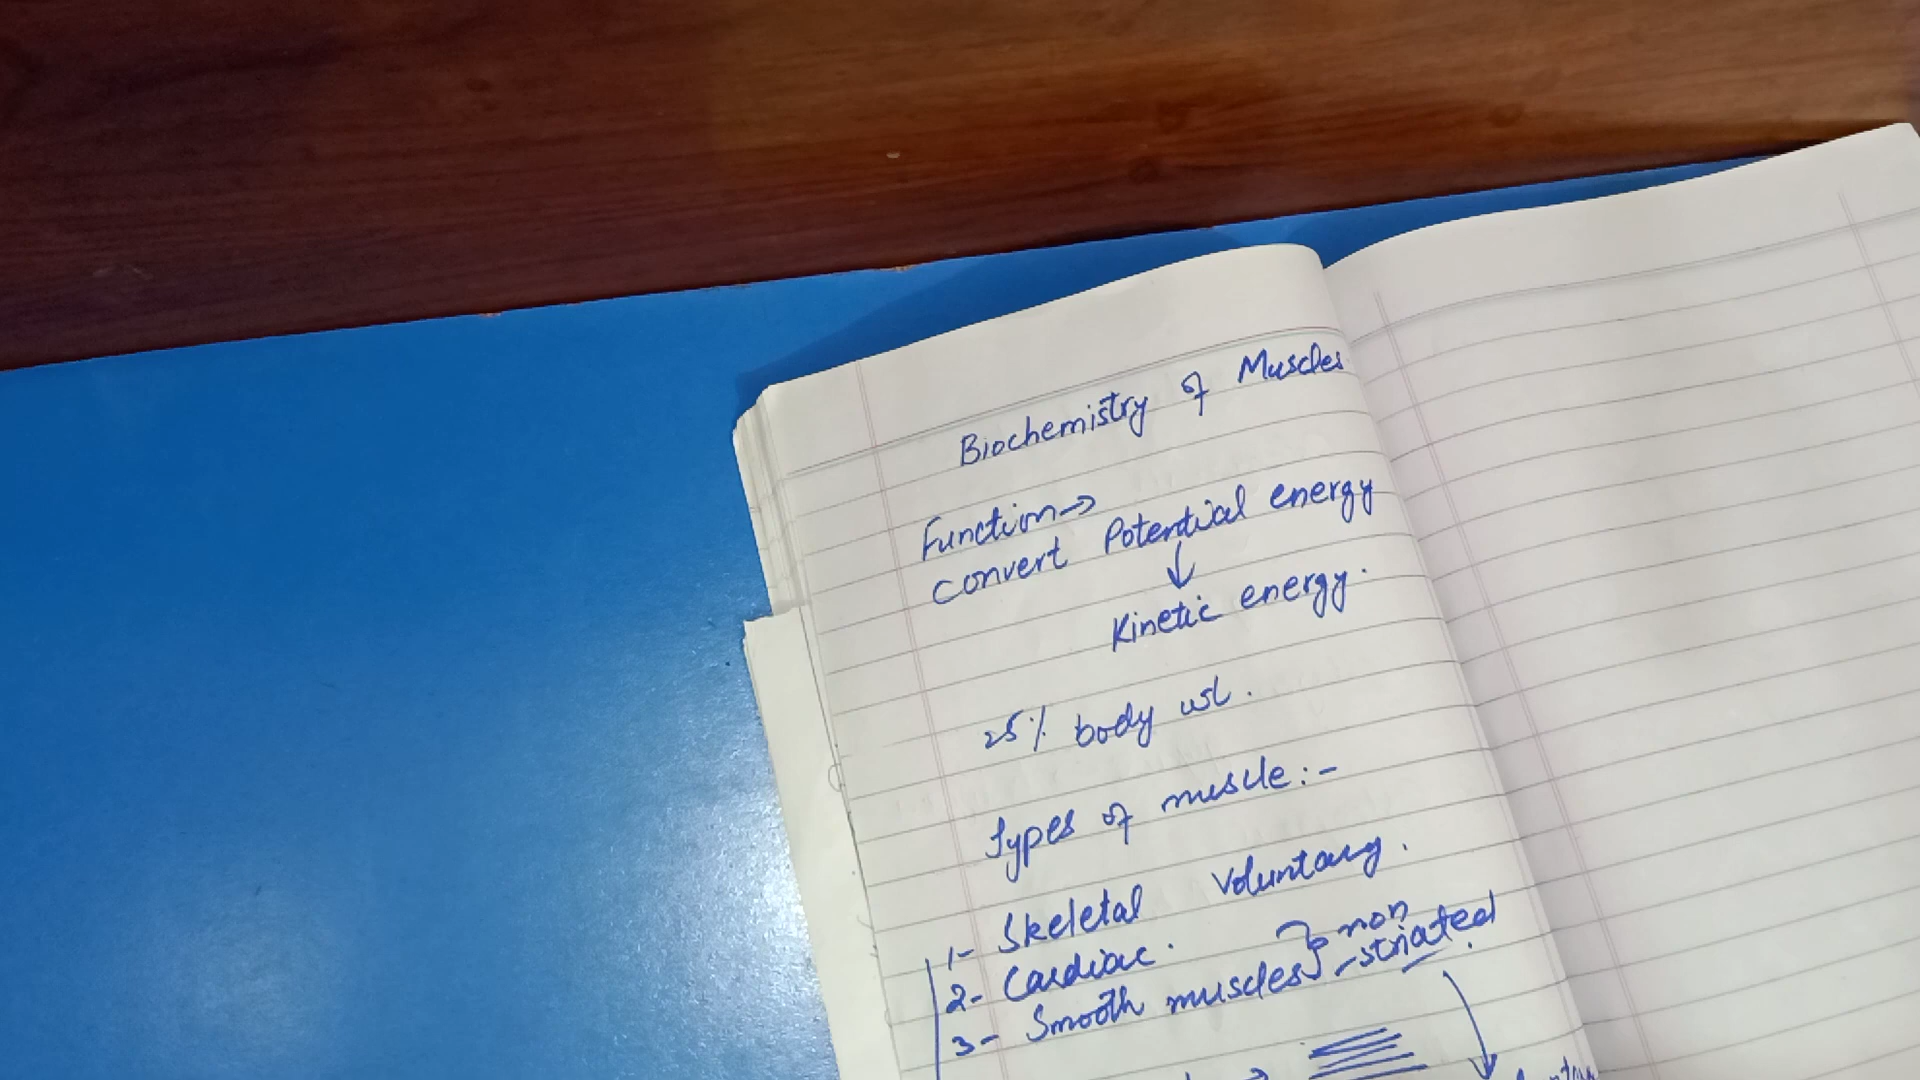 Biochemistry of Muscles
Function →
convert Potential energy
↓
Kinetic energy.
25% body wt.
Types of muscle:-
1- Skeletal Voluntary.
2- Cardiac.
3- Smooth muscles } non-striated